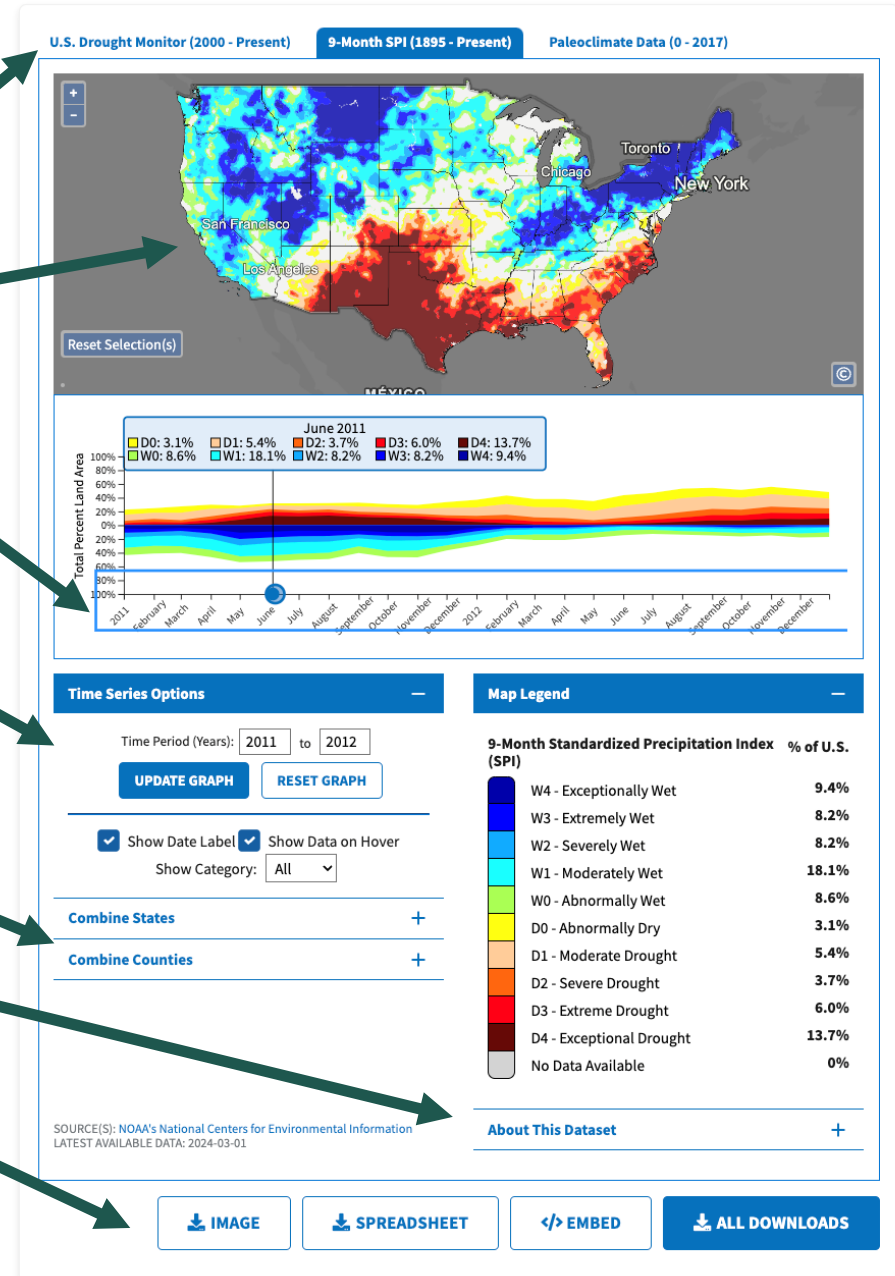 U.S. Drought Monitor (2000 - Present) 9-Month SPI (1895 - Present) Paleoclimate Data (0 - 2017)
+
−
Toronto
Chicago
New York
San Francisco
Los Angeles
Reset Selection(s)
©
MÉXICO
June 2011
D0: 3.1% D1: 5.4% D2: 3.7% D3: 6.0% D4: 13.7%
W0: 8.6% W1: 18.1% W2: 8.2% W3: 8.2% W4: 9.4%
Total Percent Land Area
100%
80%
60%
40%
20%
0%
20%
40%
60%
80%
100%
2011 February March April May June July August September October November December 2012 February March April May June July August September October November December
Time Series Options −
Time Period (Years): 2011 to 2012
UPDATE GRAPH RESET GRAPH
Show Date Label Show Data on Hover
Show Category: All
Combine States +
Combine Counties +
SOURCE(S): NOAA's National Centers for Environmental Information
LATEST AVAILABLE DATA: 2024-03-01
Map Legend −
9-Month Standardized Precipitation Index % of U.S.
(SPI)
W4 - Exceptionally Wet 9.4%
W3 - Extremely Wet 8.2%
W2 - Severely Wet 8.2%
W1 - Moderately Wet 18.1%
W0 - Abnormally Wet 8.6%
D0 - Abnormally Dry 3.1%
D1 - Moderate Drought 5.4%
D2 - Severe Drought 3.7%
D3 - Extreme Drought 6.0%
D4 - Exceptional Drought 13.7%
No Data Available 0%
About This Dataset +
IMAGE SPREADSHEET </> EMBED ALL DOWNLOADS